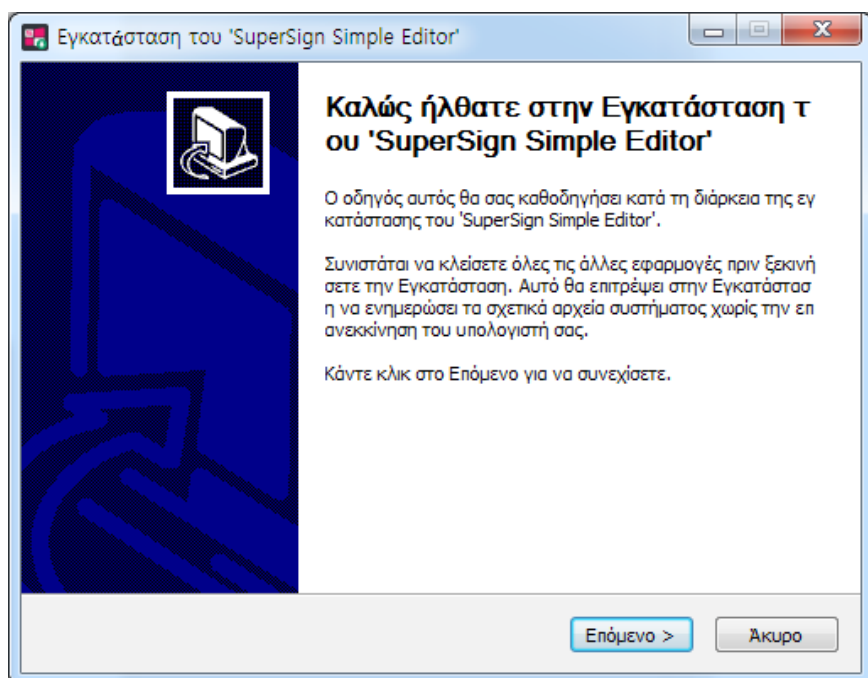 Εγκατάσταση του 'SuperSign Simple Editor'
Καλώς ήλθατε στην Εγκατάσταση τ
ου 'SuperSign Simple Editor'
Ο οδηγός αυτός θα σας καθοδηγήσει κατά τη διάρκεια της εγ
κατάστασης του 'SuperSign Simple Editor'.
Συνιστάται να κλείσετε όλες τις άλλες εφαρμογές πριν ξεκινή
σετε την Εγκατάσταση. Αυτό θα επιτρέψει στην Εγκατάστασ
η να ενημερώσει τα σχετικά αρχεία συστήματος χωρίς την επ
ανεκκίνηση του υπολογιστή σας.
Κάντε κλικ στο Επόμενο για να συνεχίσετε.
Επόμενο >
Άκυρο